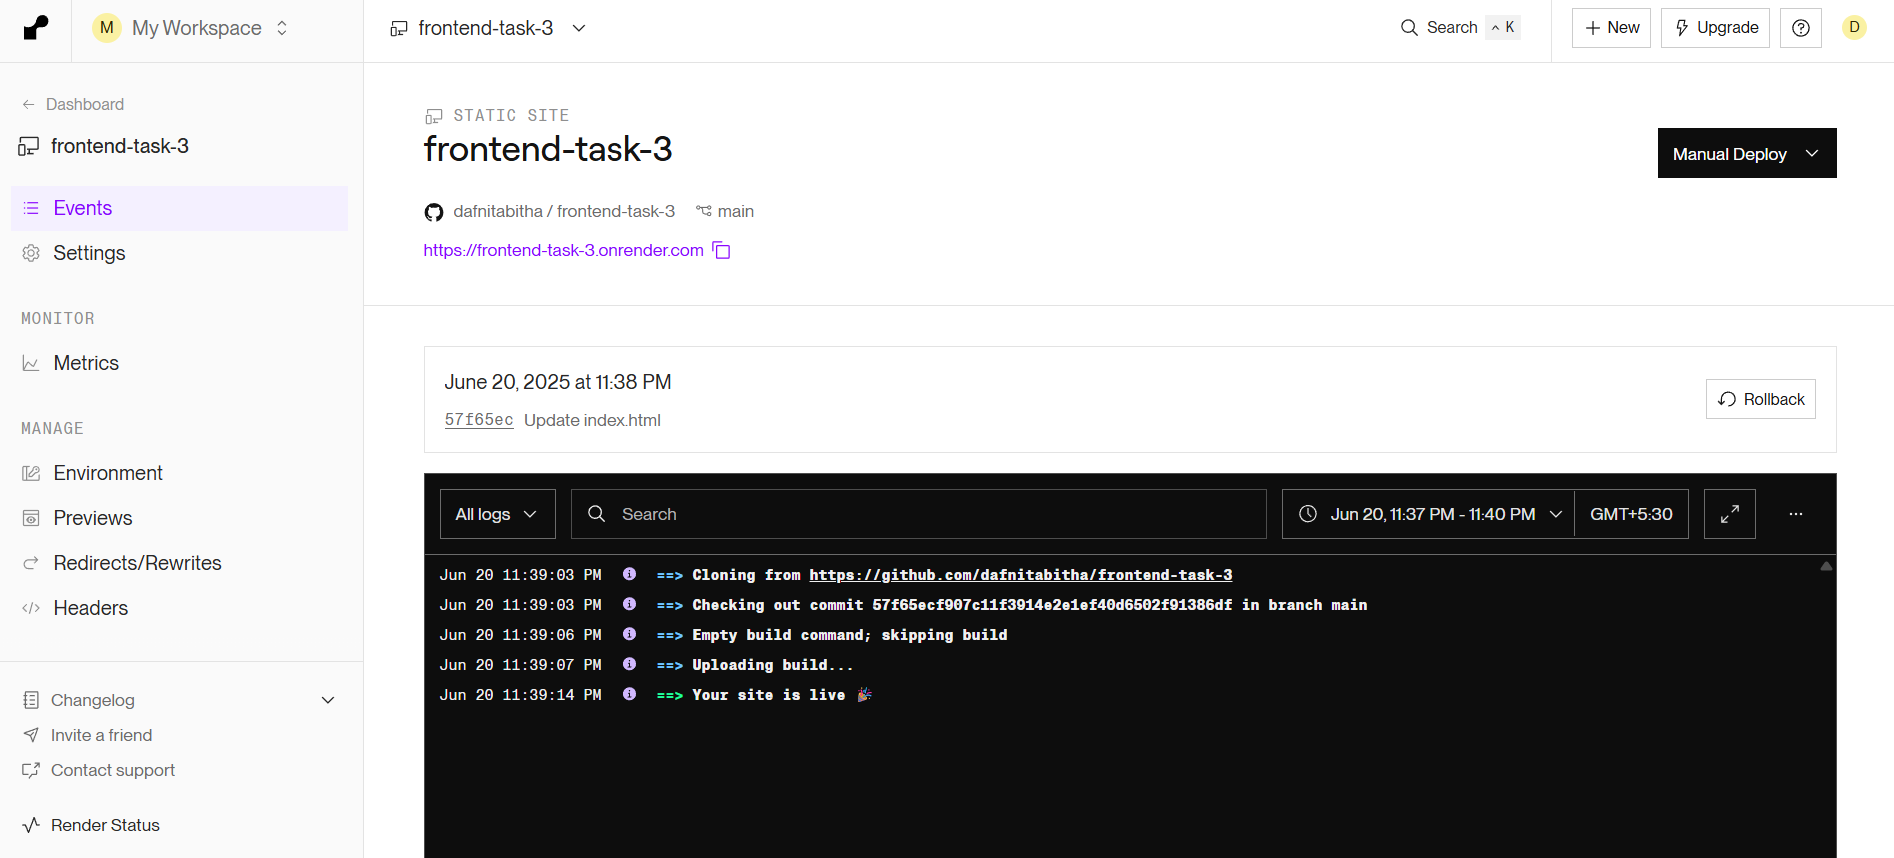 M My Workspace
frontend-task-3
Search ^ K
+ New
Upgrade
D
← Dashboard
frontend-task-3
Events
Settings
MONITOR
Metrics
MANAGE
Environment
Previews
Redirects/Rewrites
Headers
Changelog
Invite a friend
Contact support
Render Status
STATIC SITE
frontend-task-3
Manual Deploy
dafnitabitha / frontend-task-3 main
https://frontend-task-3.onrender.com
June 20, 2025 at 11:38 PM
57f65ec Update index.html
Rollback
All logs
Search
Jun 20, 11:37 PM - 11:40 PM
GMT+5:30
...
Jun 20 11:39:03 PM i ==> Cloning from https://github.com/dafnitabitha/frontend-task-3
Jun 20 11:39:03 PM i ==> Checking out commit 57f65ecf907c11f3914e2e1ef40d6502f91386df in branch main
Jun 20 11:39:06 PM i ==> Empty build command; skipping build
Jun 20 11:39:07 PM i ==> Uploading build...
Jun 20 11:39:14 PM i ==> Your site is live 🎉